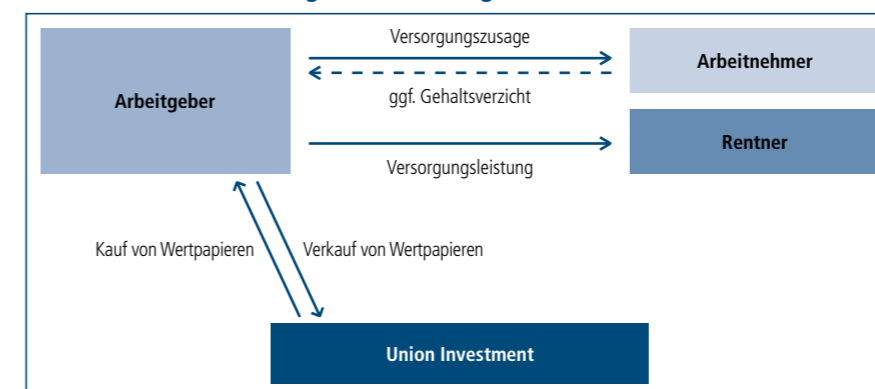 Versorgungszusage
Arbeitgeber
Arbeitnehmer
ggf. Gehaltsverzicht
Rentner
Versorgungsleistung
Kauf von Wertpapieren
Verkauf von Wertpapieren
Union Investment